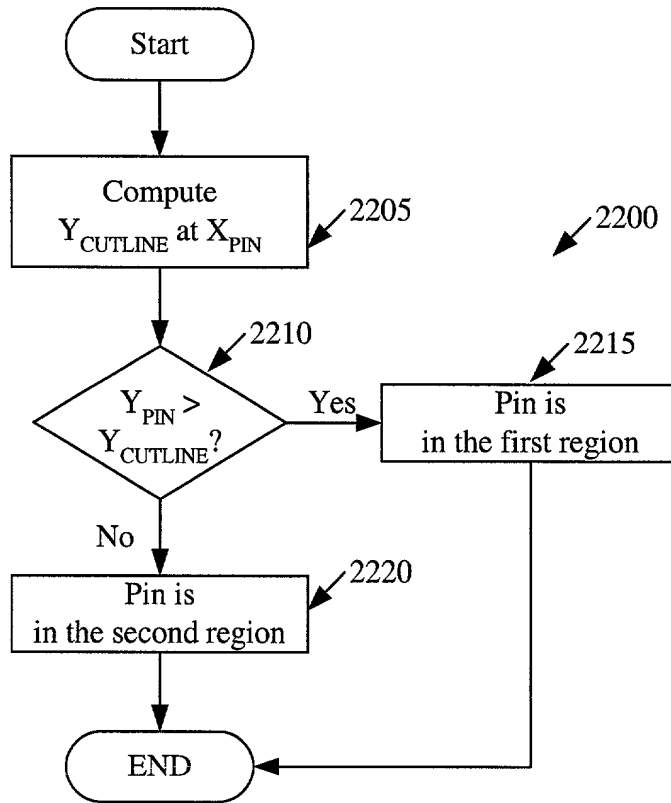 Start
Compute
Y_CUTLINE at X_PIN
2205
2200
2210
Y_PIN >
Y_CUTLINE?
Yes
2215
Pin is
in the first region
No
2220
Pin is
in the second region
END